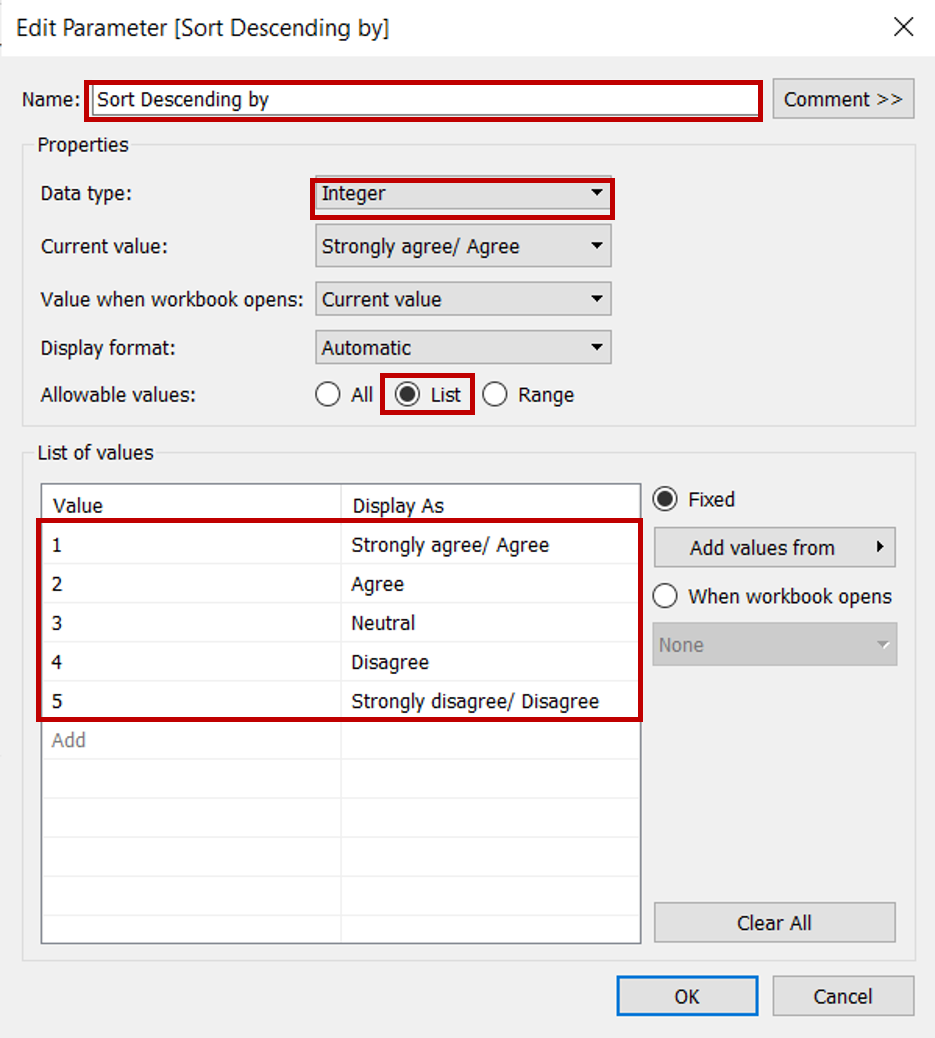 Edit Parameter [Sort Descending by]
Name: Sort Descending by Comment >>
Properties
Data type: Integer
Current value: Strongly agree/ Agree
Value when workbook opens: Current value
Display format: Automatic
Allowable values: All List Range
List of values
Value Display As
Fixed
1 Strongly agree/ Agree
Add values from
2 Agree
When workbook opens
3 Neutral
None
4 Disagree
5 Strongly disagree/ Disagree
Add
Clear All
OK Cancel